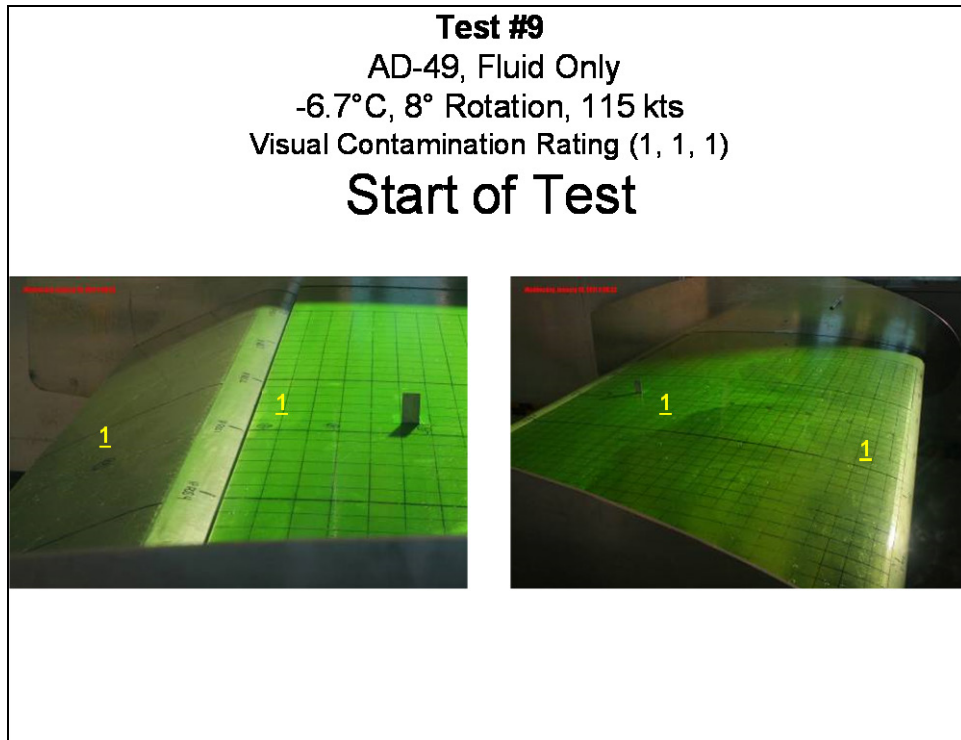 Test #9
AD-49, Fluid Only
-6.7°C, 8° Rotation, 115 kts
Visual Contamination Rating (1, 1, 1)
Start of Test
1
1
1
1